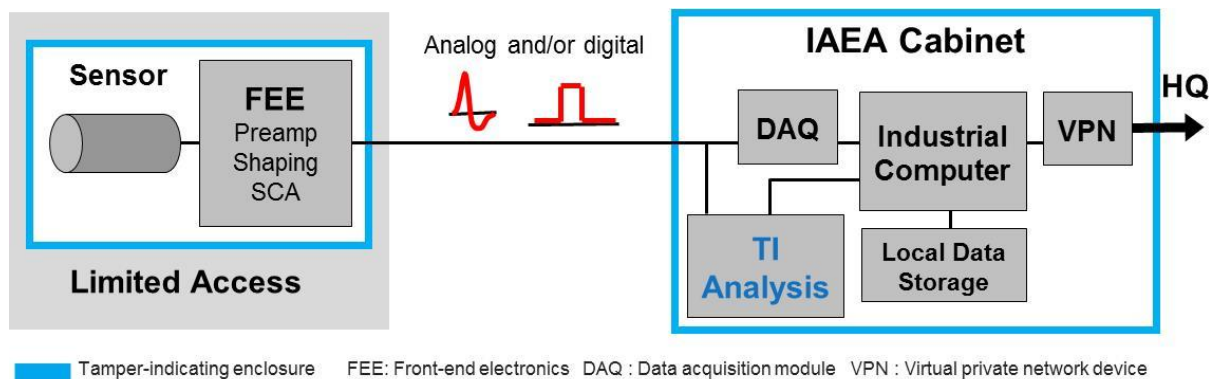 Sensor
FEE
Preamp
Shaping
SCA
Limited Access
Analog and/or digital
IAEA Cabinet
DAQ
Industrial
Computer
VPN
HQ
TI
Analysis
Local Data
Storage
Tamper-indicating enclosure FEE: Front-end electronics DAQ : Data acquisition module VPN : Virtual private network device